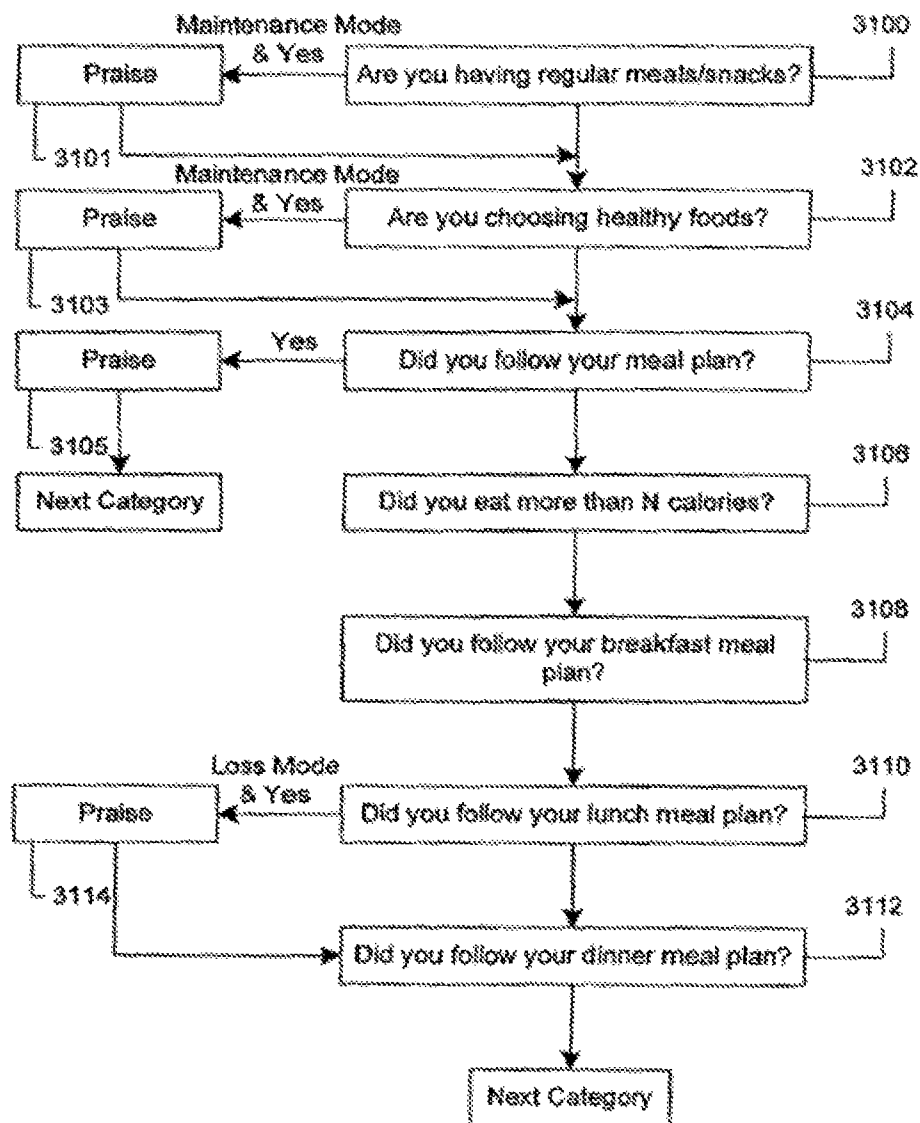 Maintenance Mode
& Yes
3100
Praise
Are you having regular meals/snacks?
3101
Maintenance Mode
& Yes
3102
Praise
Are you choosing healthy foods?
3103
3104
Praise
Yes
Did you follow your meal plan?
3105
3106
Next Category
Did you eat more than N calories?
3108
Did you follow your breakfast meal
plan?
Loss Mode
& Yes
3110
Praise
Did you follow your lunch meal plan?
3114
3112
Did you follow your dinner meal plan?
Next Category